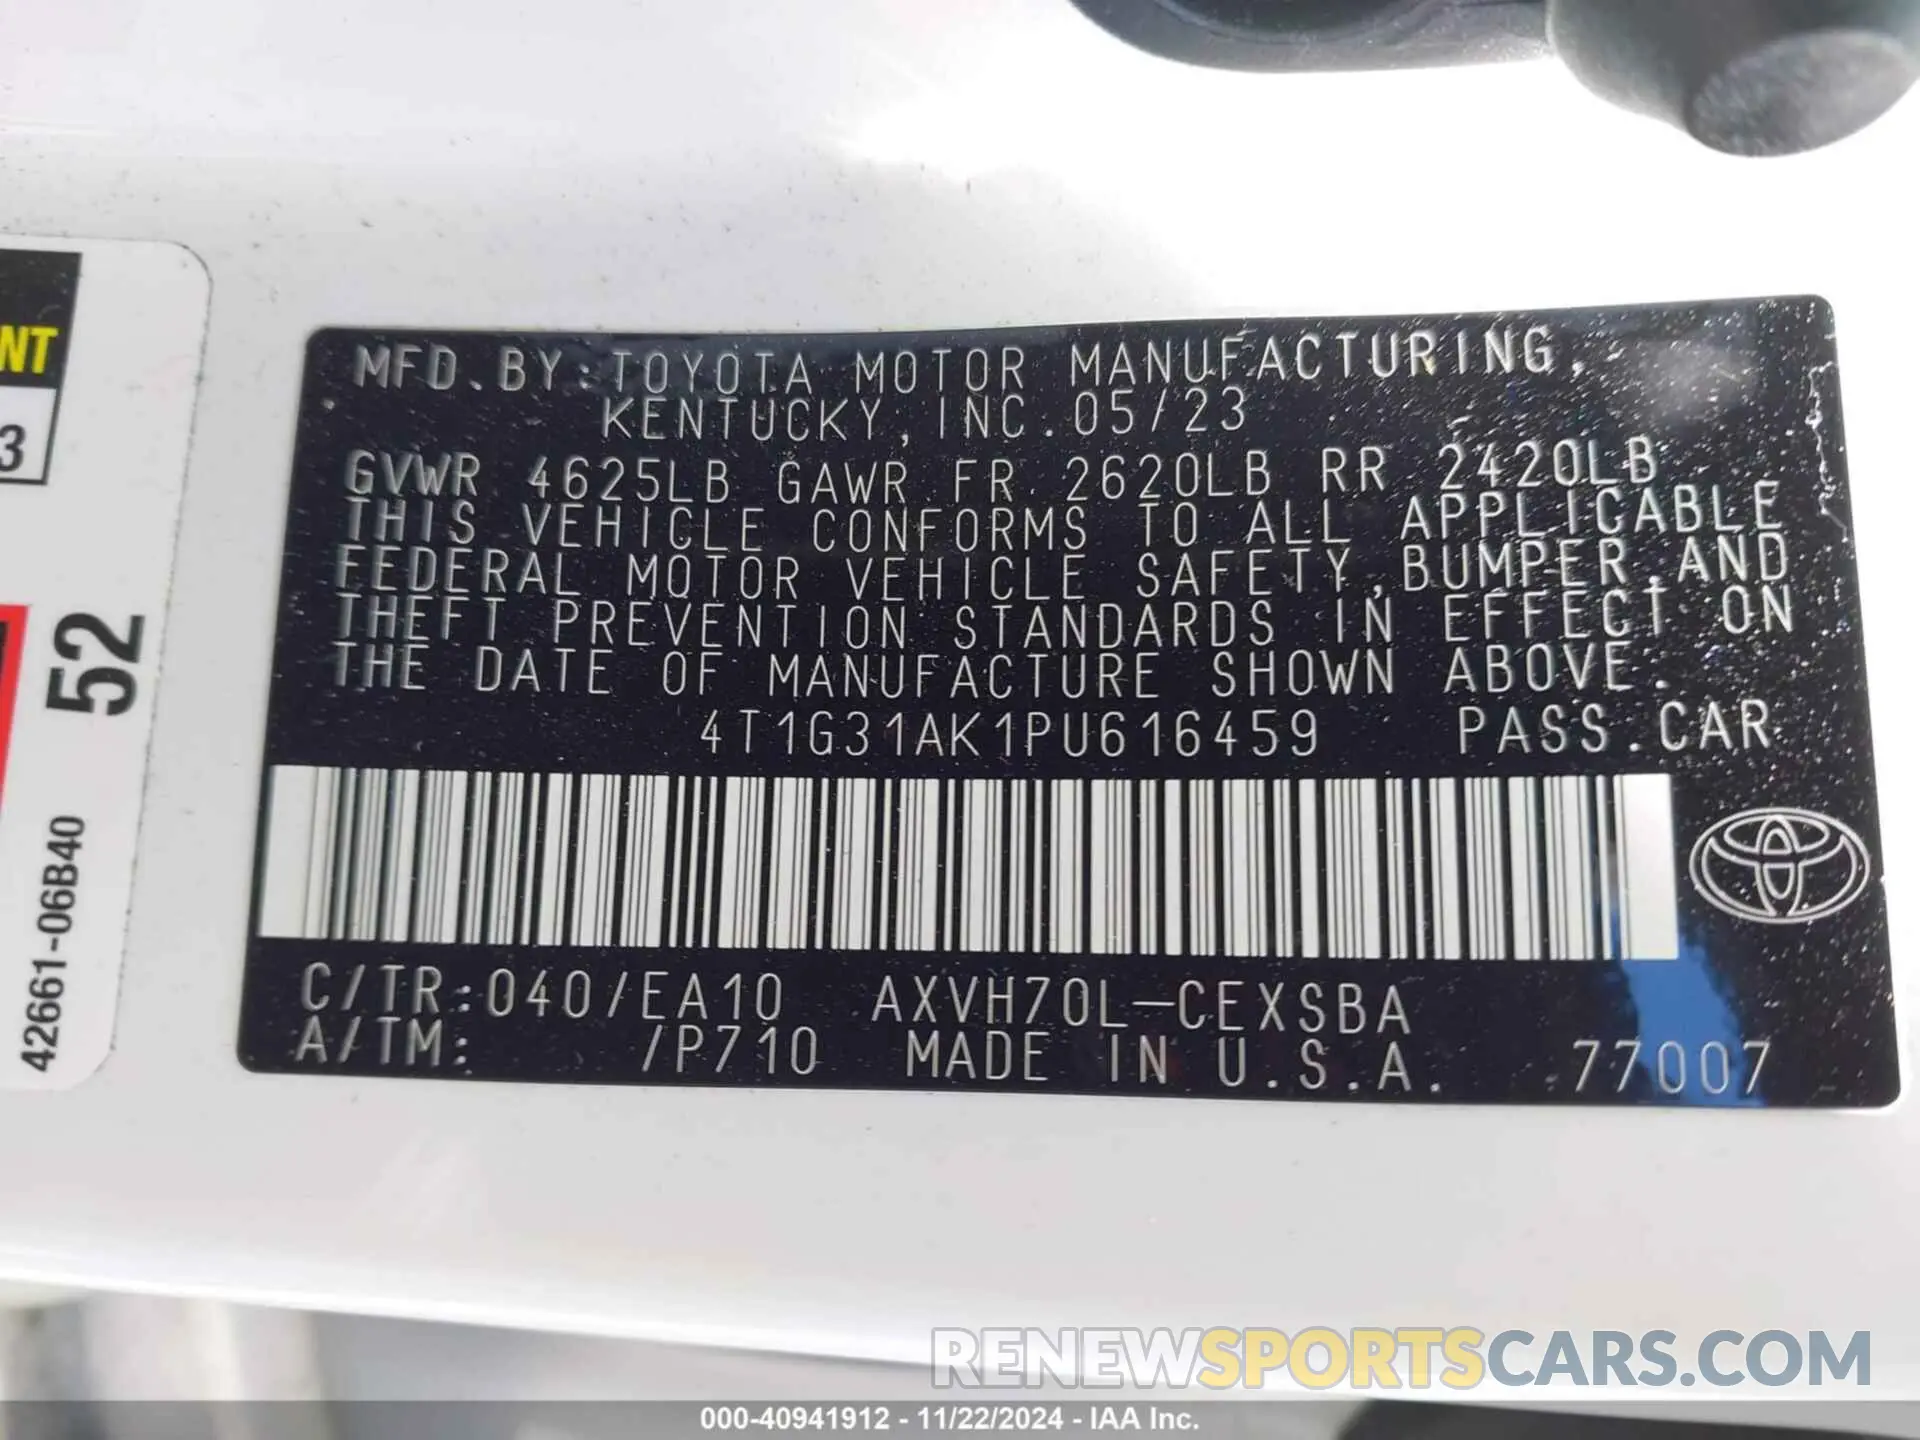 MFD.BY:TOYOTA MOTOR MANUFACTURING,
KENTUCKY, INC. 05/23
GVWR 4625LB GAWR FR 2620LB RR 2420LB
THIS VEHICLE CONFORMS TO ALL APPLICABLE
FEDERAL MOTOR VEHICLE SAFETY,BUMPER,AND
THEFT PREVENTION STANDARDS IN EFFECT ON
THE DATE OF MANUFACTURE SHOWN ABOVE.
4T1G31AK1PU616459 PASS.CAR
C/TR:040/EA10 AXVH70L-CEXSBA
A/TM: /P710 MADE IN U.S.A. 77007
NT
3
52
42661-06B40
RENEWSPORTSCARS.COM
000-40941912 - 11/22/2024 - IAA Inc.